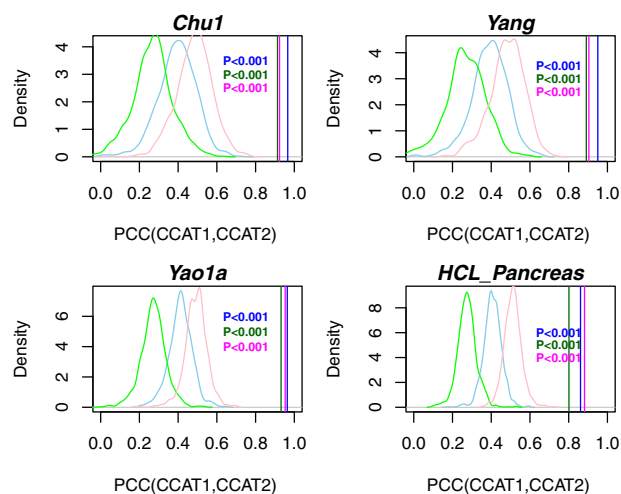 Chu1
Density
0 1 2 3 4
P<0.001
P<0.001
P<0.001
0.0 0.2 0.4 0.6 0.8 1.0
PCC(CCAT1,CCAT2)
Yang
Density
0 1 2 3 4
P<0.001
P<0.001
P<0.001
0.0 0.2 0.4 0.6 0.8 1.0
PCC(CCAT1,CCAT2)
Yao1a
Density
0 2 4 6
P<0.001
P<0.001
P<0.001
0.0 0.2 0.4 0.6 0.8 1.0
PCC(CCAT1,CCAT2)
HCL_Pancreas
Density
0 2 4 6 8
P<0.001
P<0.001
P<0.001
0.0 0.2 0.4 0.6 0.8 1.0
PCC(CCAT1,CCAT2)